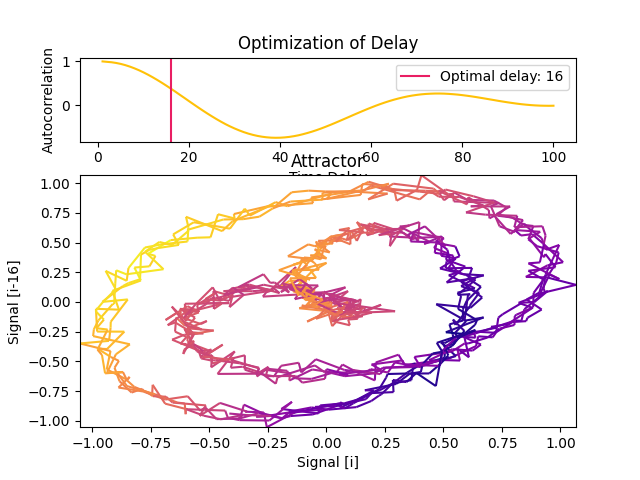 Optimization of Delay
Autocorrelation
1
0
Optimal delay: 16
0 20 40 60 80 100
Time Delay
Attractor
Signal [i-16]
1.00
0.75
0.50
0.25
0.00
−0.25
−0.50
−0.75
−1.00
−1.00 −0.75 −0.50 −0.25 0.00 0.25 0.50 0.75 1.00
Signal [i]